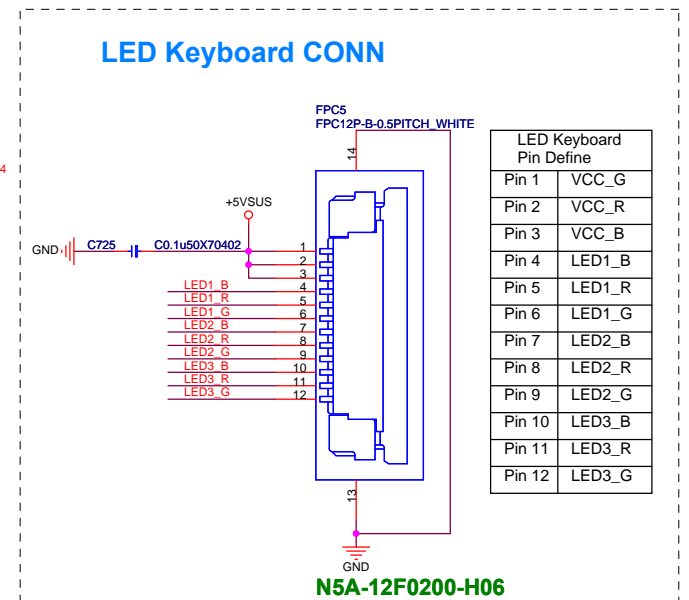 LED Keyboard CONN
FPC5
FPC12P-B-0.5PITCH_WHITE
14
4
+5VSUS
GND
C725
C0.1u50X70402
1
2
3
LED1_B 4
LED1_R 5
LED1_G 6
LED2_B 7
LED2_R 8
LED2_G 9
LED3_B 10
LED3_R 11
LED3_G 12
13
GND
N5A-12F0200-H06
LED Keyboard
Pin Define
Pin 1 VCC_G
Pin 2 VCC_R
Pin 3 VCC_B
Pin 4 LED1_B
Pin 5 LED1_R
Pin 6 LED1_G
Pin 7 LED2_B
Pin 8 LED2_R
Pin 9 LED2_G
Pin 10 LED3_B
Pin 11 LED3_R
Pin 12 LED3_G